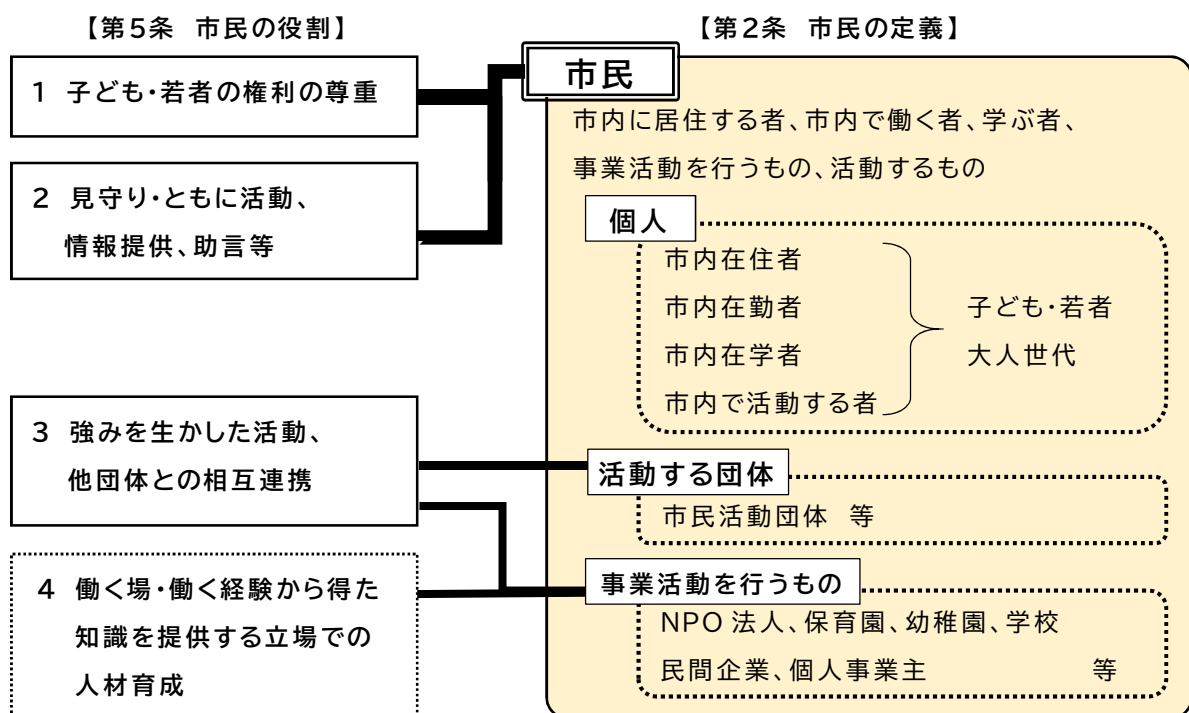 【第5条 市民の役割】
1 子ども・若者の権利の尊重
2 見守り・ともに活動、
情報提供、助言等
3 強みを生かした活動、
他団体との相互連携
4 働く場・働く経験から得た
知識を提供する立場での
人材育成
【第2条 市民の定義】
市民
市内に居住する者、市内で働く者、学ぶ者、
事業活動を行うもの、活動するもの
個人
市内在住者
市内在勤者
市内在学者
市内で活動する者
子ども・若者
大人世代
活動する団体
市民活動団体 等
事業活動を行うもの
NPO 法人、保育園、幼稚園、学校
民間企業、個人事業主 等